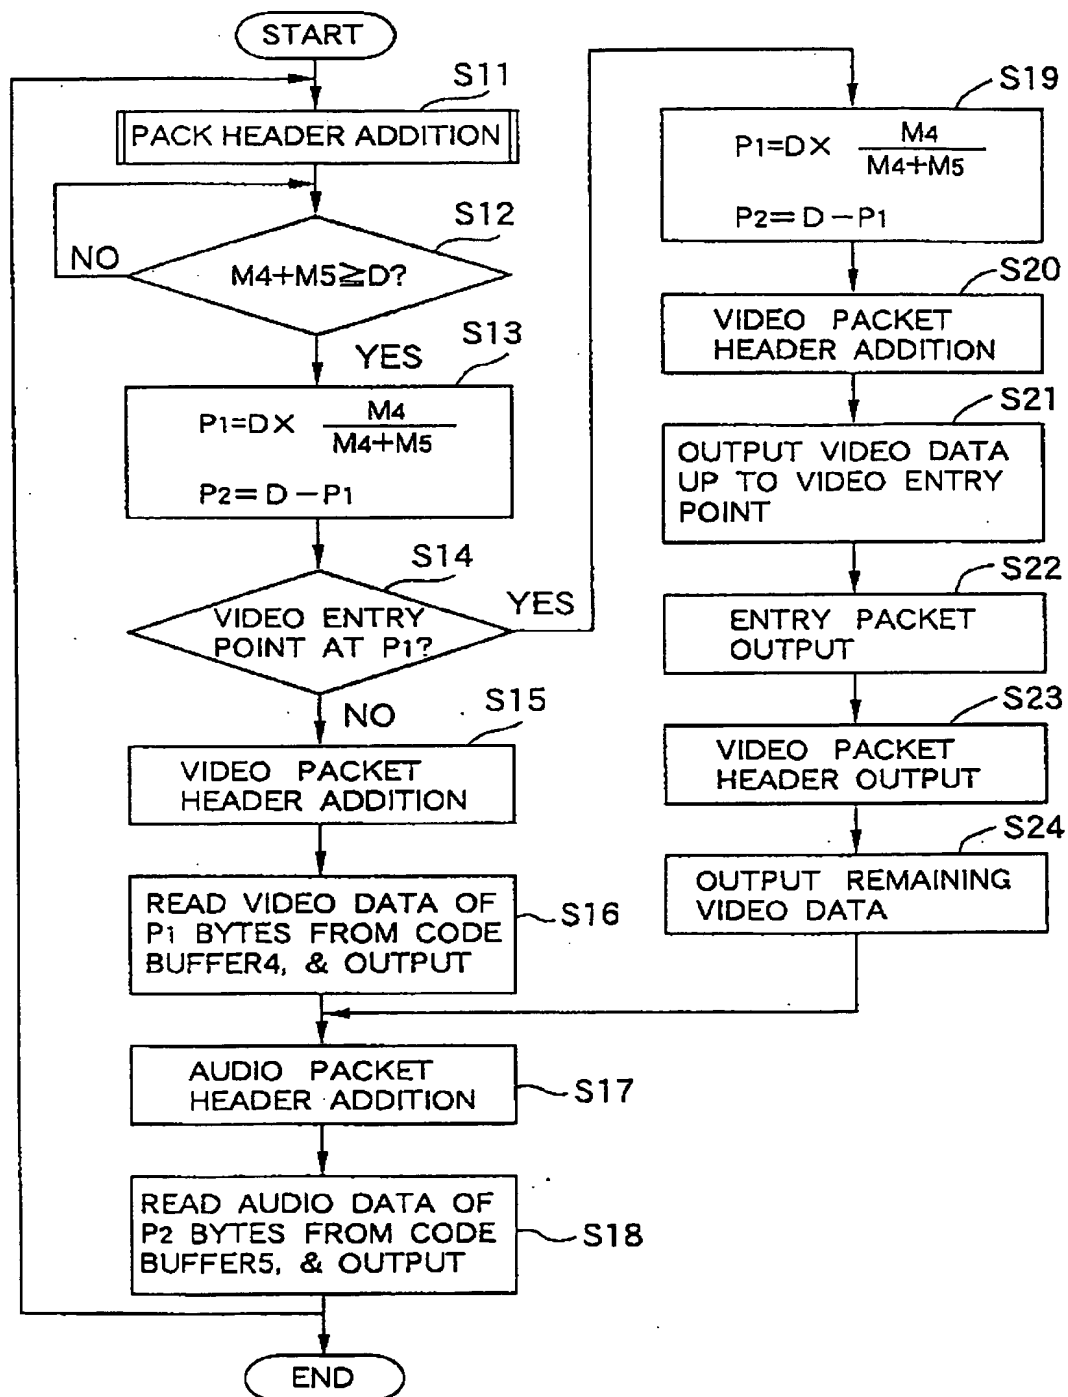 START
S11
PACK HEADER ADDITION
S12
NO
M4+M5≧D?
YES
S13
P1=D× M4
M4+M5
P2=D-P1
S14
VIDEO ENTRY
POINT AT P1?
YES
NO
S15
VIDEO PACKET
HEADER ADDITION
READ VIDEO DATA OF
P1 BYTES FROM CODE
BUFFER4, & OUTPUT
S16
AUDIO PACKET
HEADER ADDITION
S17
READ AUDIO DATA OF
P2 BYTES FROM CODE
BUFFER5, & OUTPUT
S18
END
S19
P1=D× M4
M4+M5
P2=D-P1
S20
VIDEO PACKET
HEADER ADDITION
S21
OUTPUT VIDEO DATA
UP TO VIDEO ENTRY
POINT
S22
ENTRY PACKET
OUTPUT
S23
VIDEO PACKET
HEADER OUTPUT
S24
OUTPUT REMAINING
VIDEO DATA